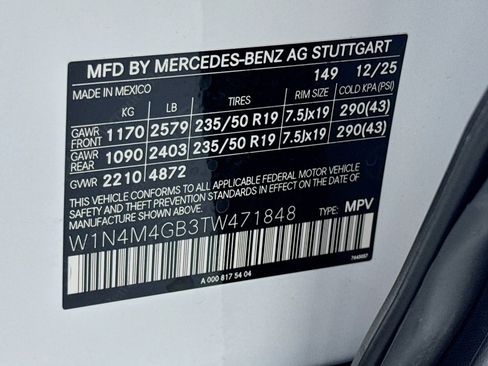 MFD BY MERCEDES-BENZ AG STUTTGART
149 12/25
MADE IN MEXICO
KG LB TIRES RIM SIZE COLD KPA(PSI)
GAWR FRONT 1170 2579 235/50 R19 7.5Jx19 290(43)
GAWR REAR 1090 2403 235/50 R19 7.5Jx19 290(43)
GVWR 2210 4872
THIS VEHICLE CONFORMS TO ALL APPLICABLE FEDERAL MOTOR VEHICLE
SAFETY AND THEFT PREVENTION STANDARDS IN EFFECT ON THE DATE
OF MANUFACTURE SHOWN ABOVE.
W1N4M4GB3TW471848 TYPE: MPV
A 000 817 54 04